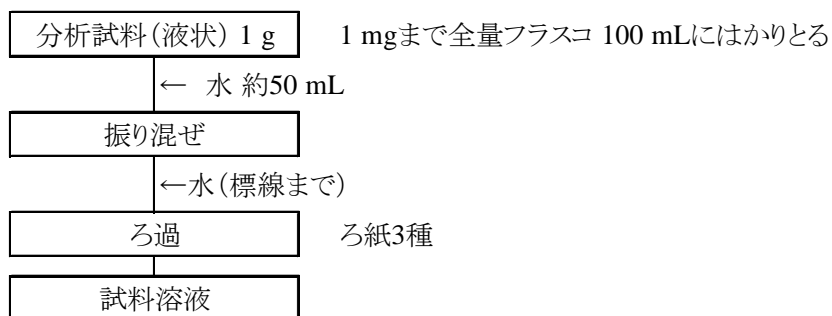 分析試料(液状) 1 g 1 mgまで全量フラスコ 100 mLにはかりとる
← 水 約50 mL
振り混ぜ
←水(標線まで)
ろ過 ろ紙3種
試料溶液